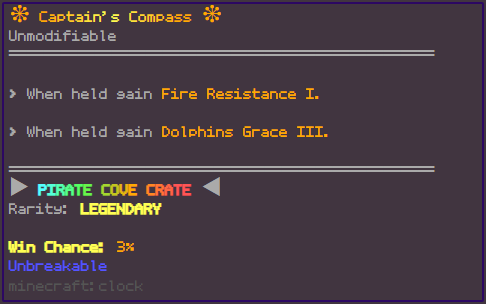 ❇ Captain's Compass ❇
Unmodifiable
> When held gain Fire Resistance I.
> When held gain Dolphins Grace III.
▶ PIRATE COVE CRATE ◀
Rarity: LEGENDARY
Win Chance: 3%
Unbreakable
minecraft:clock